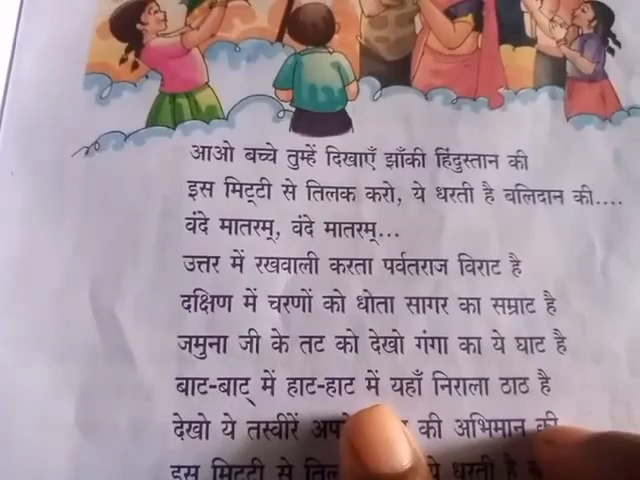 आओ बच्चे तुम्हें दिखाएँ झाँकी हिंदुस्तान की
इस मिट्टी से तिलक करो, ये धरती है बलिदान की....
वंदे मातरम्, वंदे मातरम्...
उत्तर में रखवाली करता पर्वतराज विराट है
दक्षिण में चरणों को धोता सागर का सम्राट है
जमुना जी के तट को देखो गंगा का ये घाट है
बाट-बाट् में हाट-हाट में यहाँ निराला ठाठ है
देखो ये तस्वीरें की अभिमान की
इस मिट्टी से ये धरती है